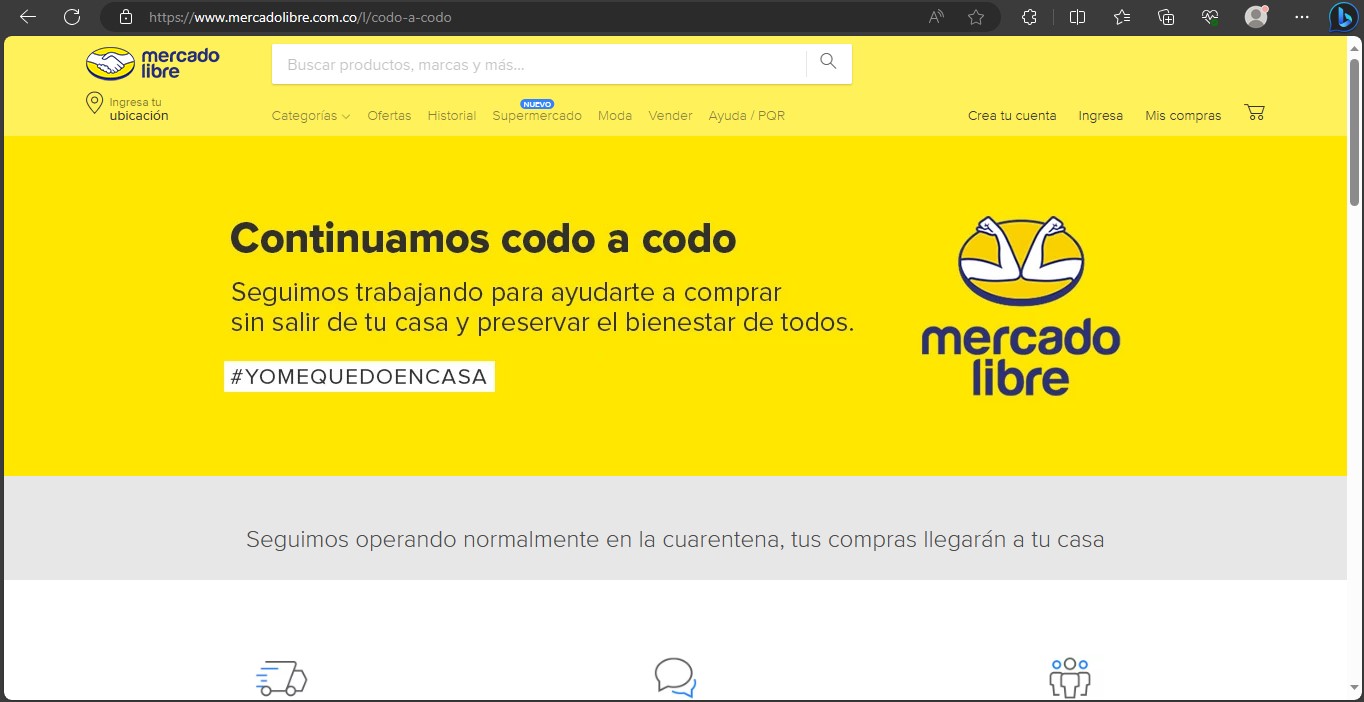 https://www.mercadolibre.com.co/l/codo-a-codo
mercado
libre
Buscar productos, marcas y más...
Ingresa tu
ubicación
NUEVO
Categorías Ofertas Historial Supermercado Moda Vender Ayuda / PQR Crea tu cuenta Ingresa Mis compras
Continuamos codo a codo
Seguimos trabajando para ayudarte a comprar
sin salir de tu casa y preservar el bienestar de todos.
#YOMEQUEDOENCASA
mercado
libre
Seguimos operando normalmente en la cuarentena, tus compras llegarán a tu casa